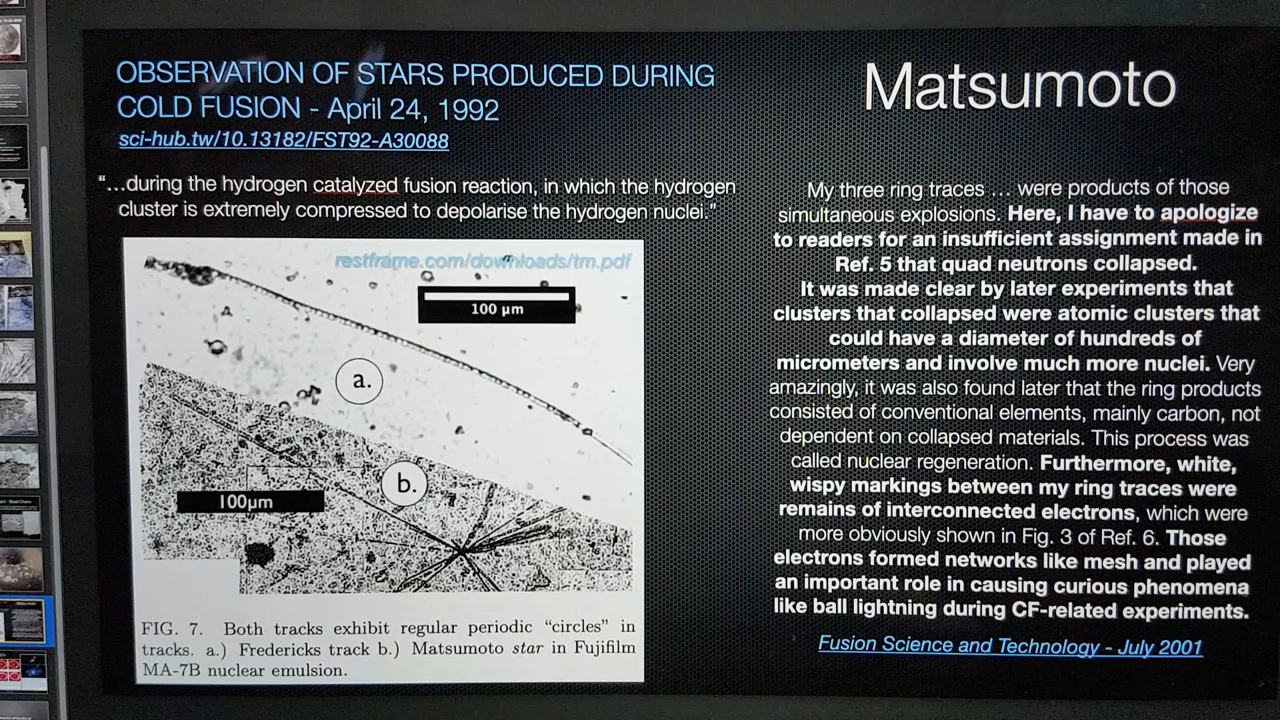 OBSERVATION OF STARS PRODUCED DURING
COLD FUSION - April 24, 1992
sci-hub.tw/10.13182/FST92-A30088
“…during the hydrogen catalyzed fusion reaction, in which the hydrogen
cluster is extremely compressed to depolarise the hydrogen nuclei.”
restframe.com/downloads/tm.pdf
100 µm
a.
b.
100µm
FIG. 7. Both tracks exhibit regular periodic “circles” in
tracks. a.) Fredericks track b.) Matsumoto star in Fujifilm
MA-7B nuclear emulsion.
Matsumoto
My three ring traces … were products of those
simultaneous explosions. Here, I have to apologize
to readers for an insufficient assignment made in
Ref. 5 that quad neutrons collapsed.
It was made clear by later experiments that
clusters that collapsed were atomic clusters that
could have a diameter of hundreds of
micrometers and involve much more nuclei. Very
amazingly, it was also found later that the ring products
consisted of conventional elements, mainly carbon, not
dependent on collapsed materials. This process was
called nuclear regeneration. Furthermore, white,
wispy markings between my ring traces were
remains of interconnected electrons, which were
more obviously shown in Fig. 3 of Ref. 6. Those
electrons formed networks like mesh and played
an important role in causing curious phenomena
like ball lightning during CF-related experiments.
Fusion Science and Technology - July 2001